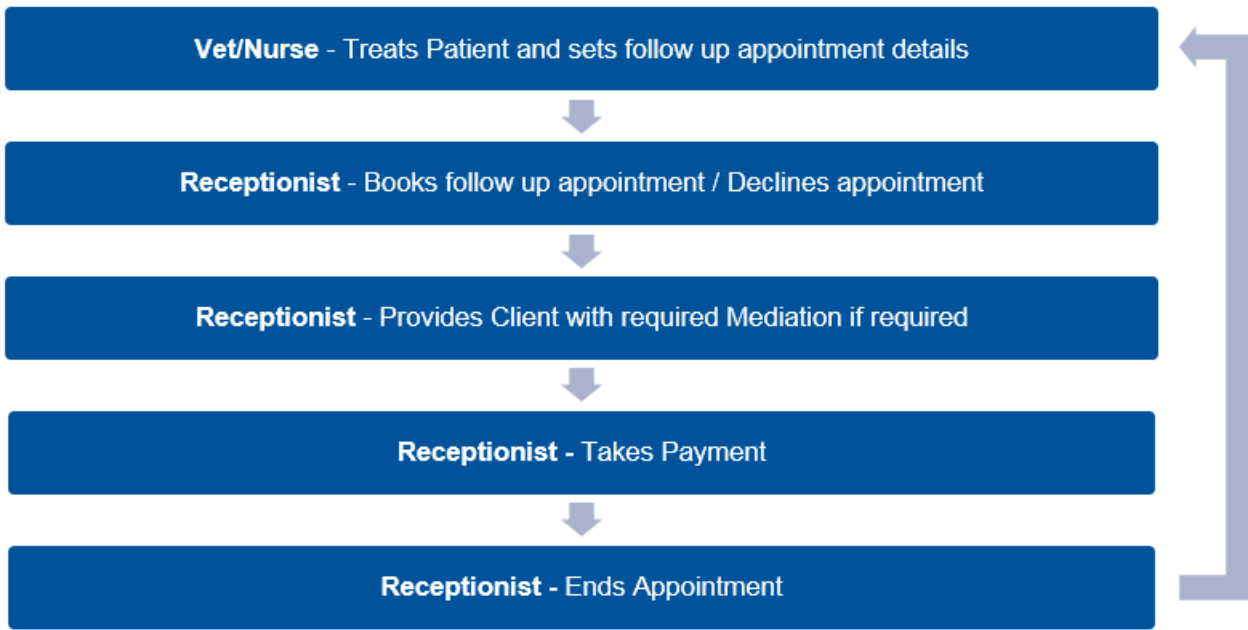 Vet/Nurse - Treats Patient and sets follow up appointment details
Receptionist - Books follow up appointment / Declines appointment
Receptionist - Provides Client with required Mediation if required
Receptionist - Takes Payment
Receptionist - Ends Appointment